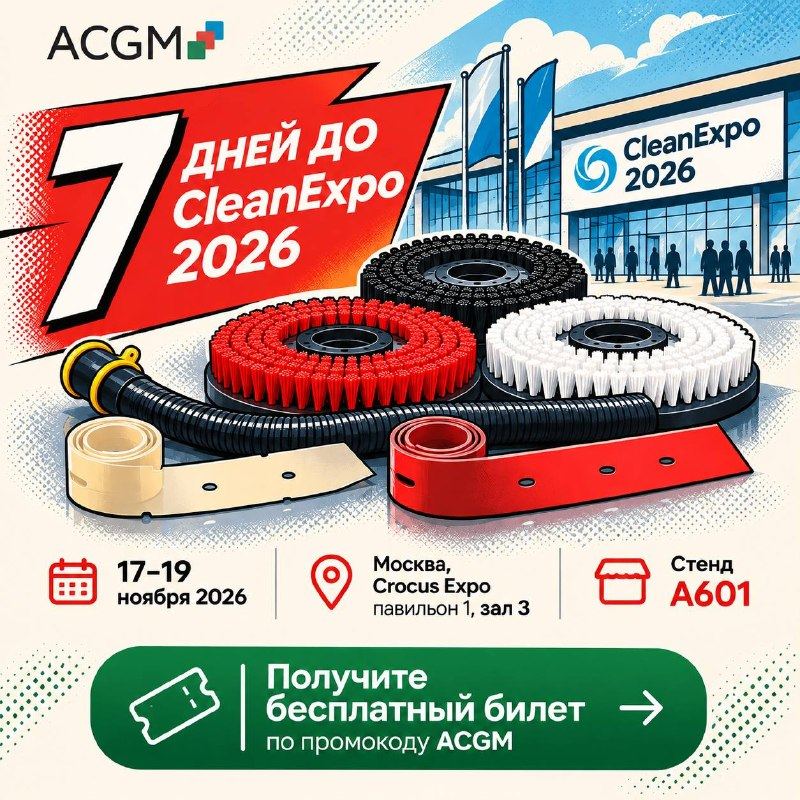 ACGM
7
ДНЕЙ ДО
CleanExpo
2026
CleanExpo
2026
17–19
ноября 2026
Москва,
Crocus Expo
павильон 1, зал 3
Стенд
A601
Получите
бесплатный билет
по промокоду ACGM